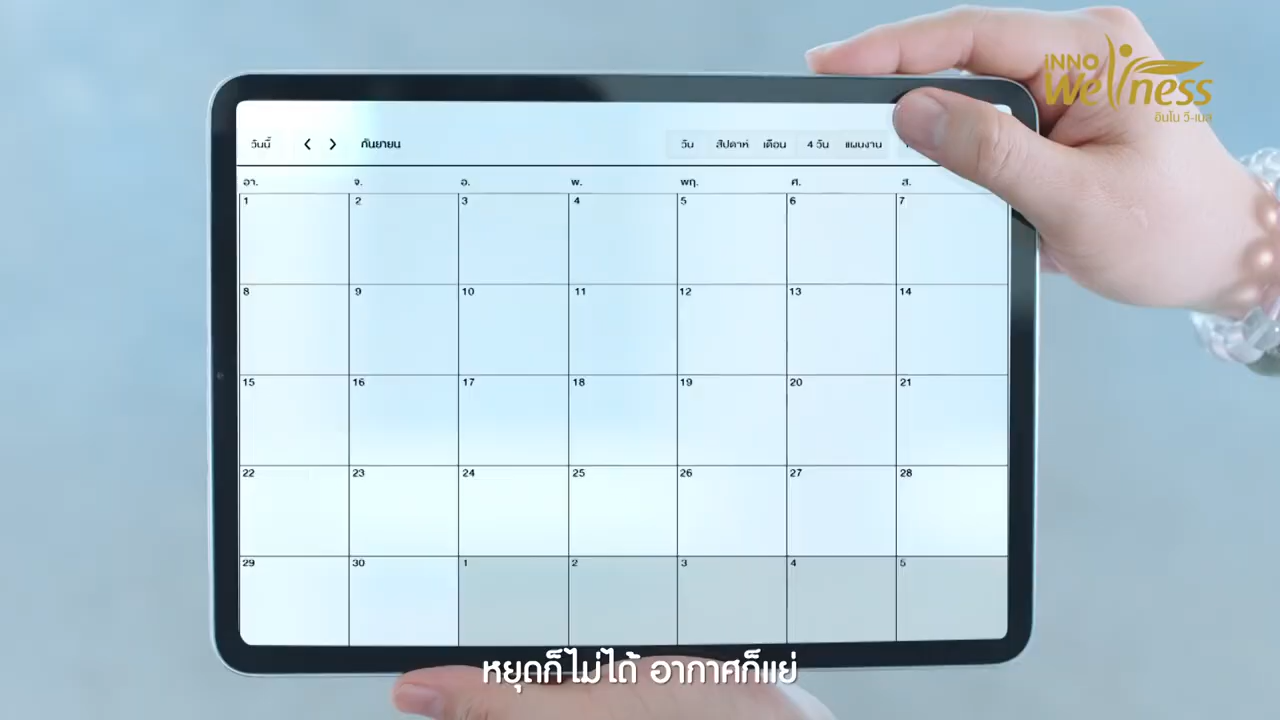 iNNO
Wellness
อินโน วี-เนส
วันนี้ < > กันยายน วัน สัปดาห์ เดือน 4 วัน แผนงาน
อา. จ. อ. พ. พฤ. ศ. ส.
1 2 3 4 5 6 7
8 9 10 11 12 13 14
15 16 17 18 19 20 21
22 23 24 25 26 27 28
29 30 1 2 3 4 5
หยุดก็ไม่ได้ อากาศก็แย่